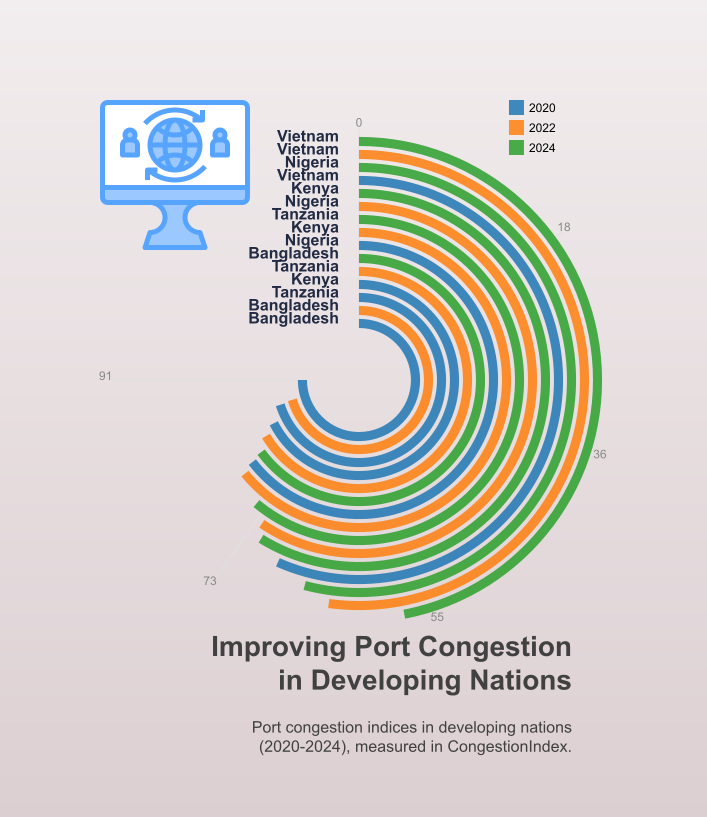 2020
2022
2024
0
18
36
55
73
91
Vietnam
Vietnam
Nigeria
Vietnam
Kenya
Nigeria
Tanzania
Kenya
Nigeria
Bangladesh
Tanzania
Kenya
Tanzania
Bangladesh
Bangladesh
Improving Port Congestion
in Developing Nations
Port congestion indices in developing nations
(2020-2024), measured in CongestionIndex.